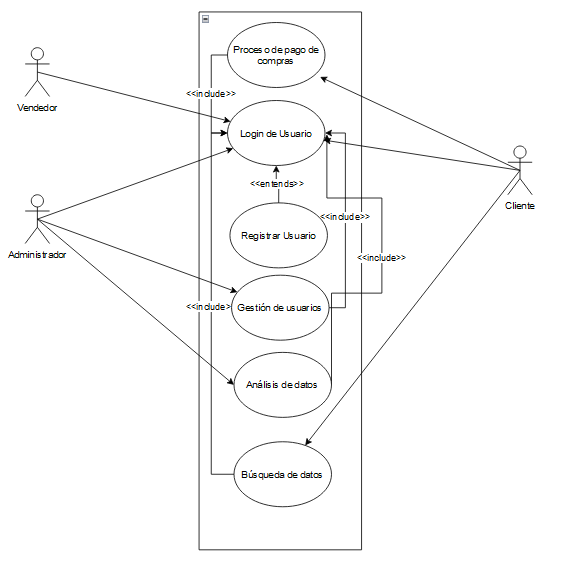 Proceso de pago de
compras
<<include>>
Vendedor
Login de Usuario
<<entends>>
Cliente
<<include>>
Registrar Usuario
Administrador
<<include>>
<<include>
Gestión de usuarios
Análisis de datos
Búsqueda de datos